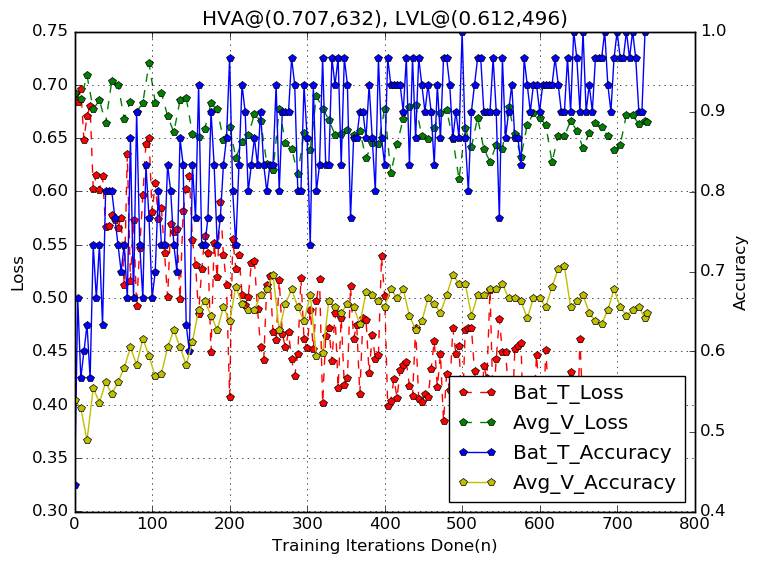 HVA@(0.707,632), LVL@(0.612,496)
0.75
0.70
0.65
0.60
0.55
0.50
0.45
0.40
0.35
0.30
Loss
1.0
0.9
0.8
0.7
0.6
0.5
0.4
Accuracy
Bat_T_Loss
Avg_V_Loss
Bat_T_Accuracy
Avg_V_Accuracy
0 100 200 300 400 500 600 700 800
Training Iterations Done(n)